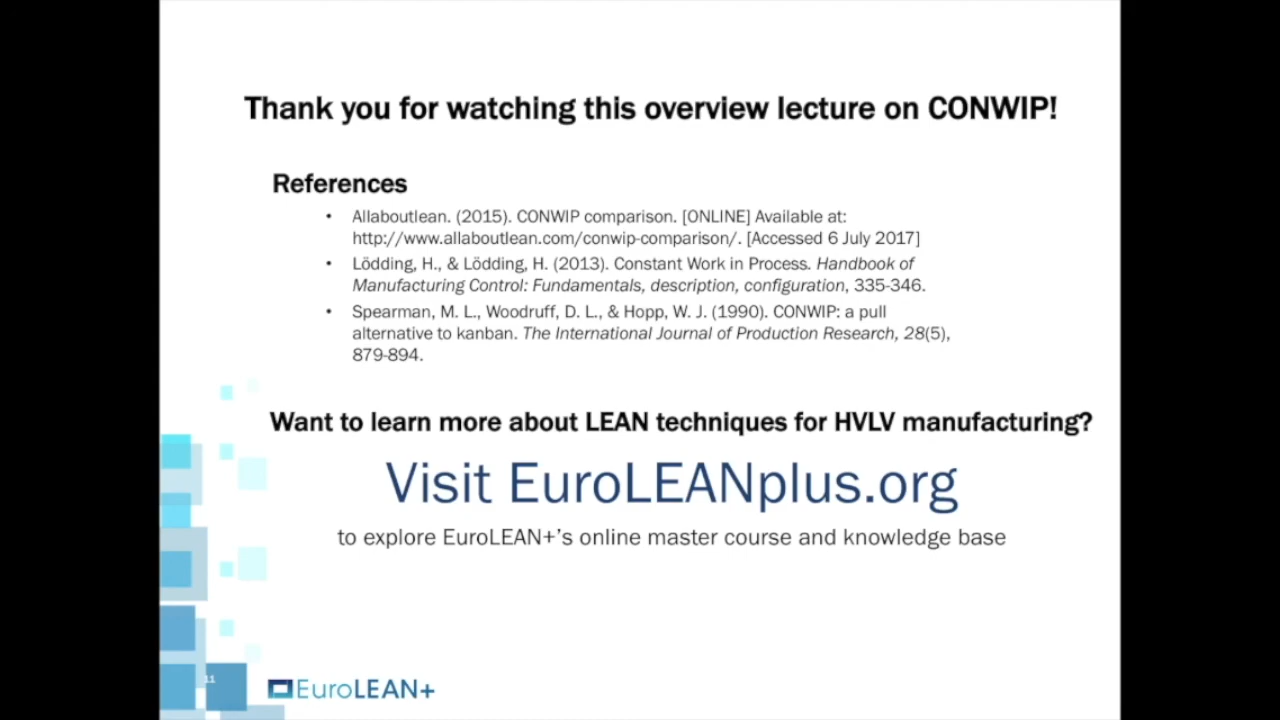 Thank you for watching this overview lecture on CONWIP!
References
• Allaboutlean. (2015). CONWIP comparison. [ONLINE] Available at:
http://www.allaboutlean.com/conwip-comparison/. [Accessed 6 July 2017]
• Lödding, H., & Lödding, H. (2013). Constant Work in Process. Handbook of
Manufacturing Control: Fundamentals, description, configuration, 335-346.
• Spearman, M. L., Woodruff, D. L., & Hopp, W. J. (1990). CONWIP: a pull
alternative to kanban. The International Journal of Production Research, 28(5),
879-894.
Want to learn more about LEAN techniques for HVLV manufacturing?
Visit EuroLEANplus.org
to explore EuroLEAN+'s online master course and knowledge base
11
EuroLEAN+